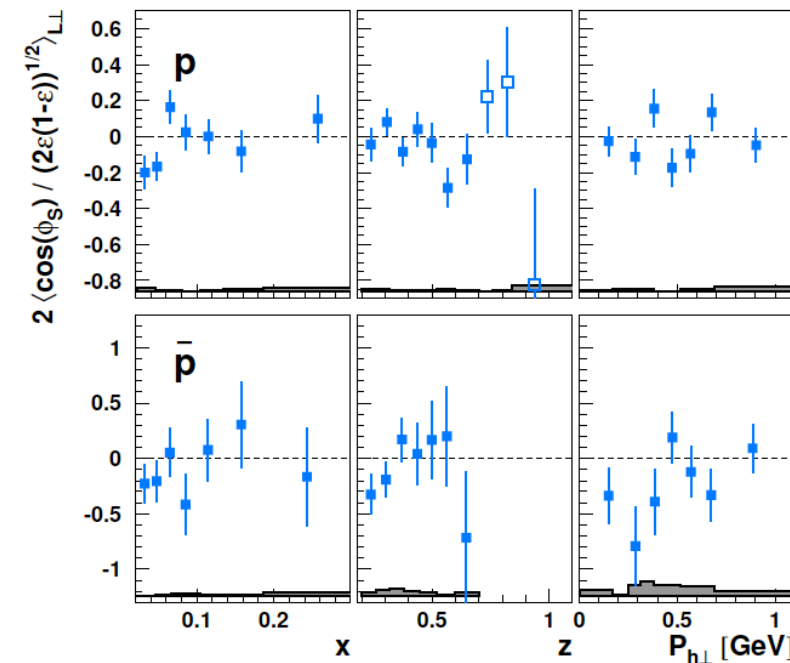 2 ⟨cos(ϕ_S) / (2ε(1-ε))^{1/2}⟩_{L⊥}
p
0.6
0.4
0.2
0
-0.2
-0.4
-0.6
-0.8
p̄
1
0.5
0
-0.5
-1
0.1 0.2
0.5 1
0 0.5 1
x
z
P_{h⊥} [GeV]